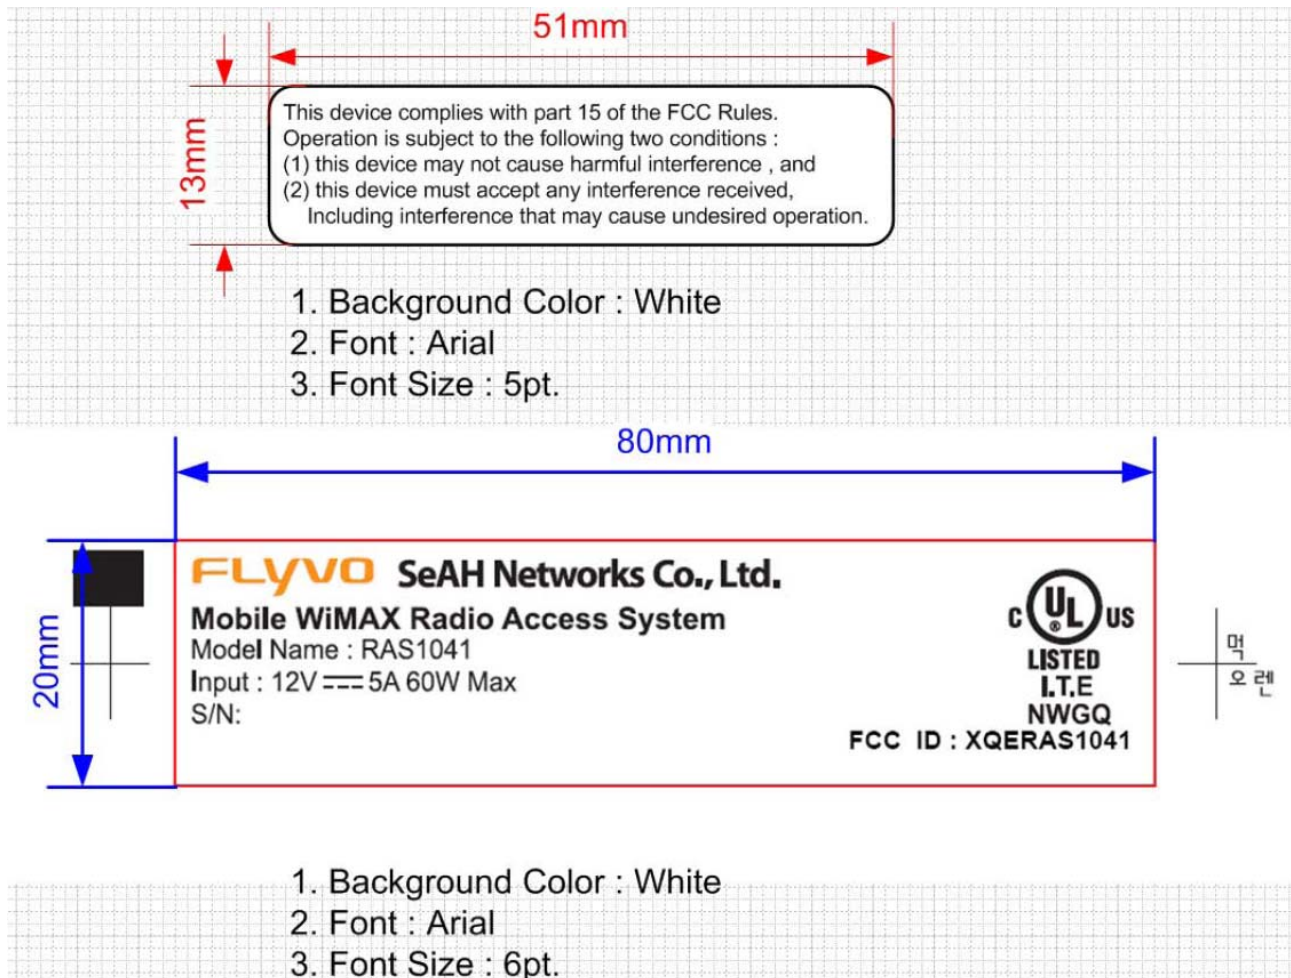 51mm
13mm
This device complies with part 15 of the FCC Rules.
Operation is subject to the following two conditions :
(1) this device may not cause harmful interference , and
(2) this device must accept any interference received,
Including interference that may cause undesired operation.
1. Background Color : White
2. Font : Arial
3. Font Size : 5pt.
80mm
20mm
FLYVO SeAH Networks Co., Ltd.
Mobile WiMAX Radio Access System
Model Name : RAS1041
Input : 12V 5A 60W Max
S/N:
C UL ® US
LISTED
I.T.E
NWGQ
FCC ID : XQERAS1041
먹
오렌
1. Background Color : White
2. Font : Arial
3. Font Size : 6pt.